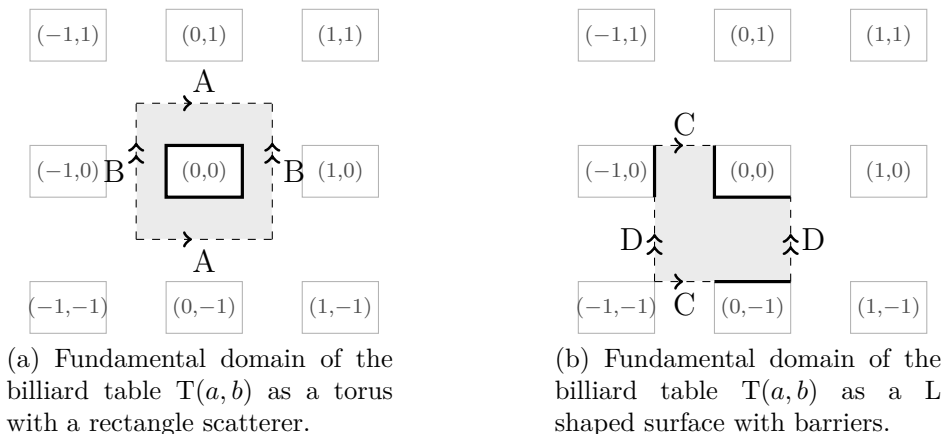 (−1,1) (0,1) (1,1) (−1,1) (0,1) (1,1)
A C
(−1,0) B (0,0) B (1,0) (−1,0) (0,0) (1,0)
D D
A C
(−1,−1) (0,−1) (1,−1) (−1,−1) (0,−1) (1,−1)
(a) Fundamental domain of the
billiard table T(a, b) as a torus
with a rectangle scatterer.
(b) Fundamental domain of the
billiard table T(a, b) as a L
shaped surface with barriers.